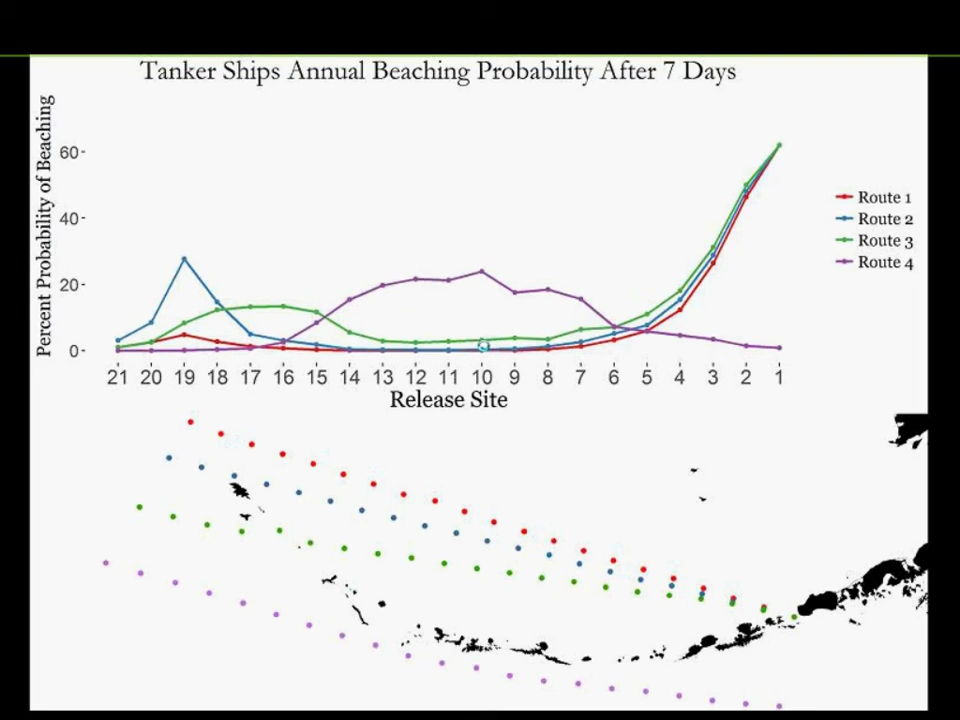 Tanker Ships Annual Beaching Probability After 7 Days
Percent Probability of Beaching
60
40
20
0
21 20 19 18 17 16 15 14 13 12 11 10 9 8 7 6 5 4 3 2 1
Release Site
Route 1
Route 2
Route 3
Route 4